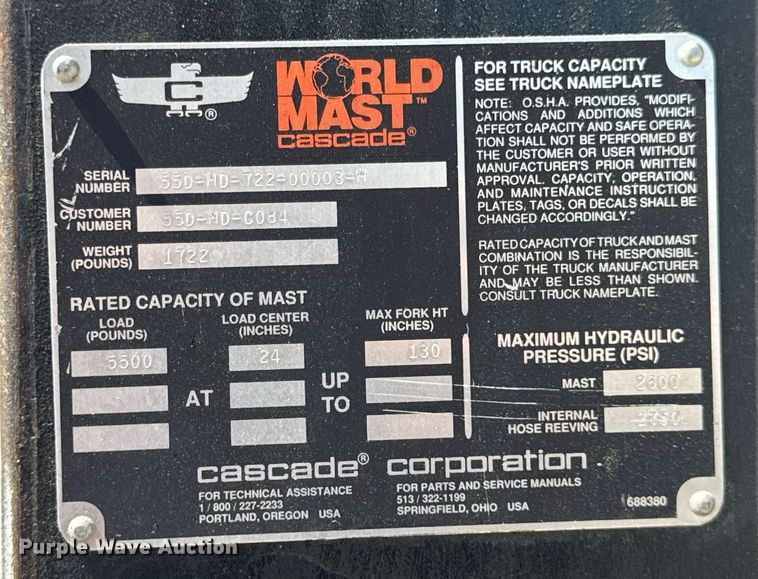 C
®
WORLD
MAST™
cascade®
SERIAL
NUMBER
55D-MD-722-00003-M
CUSTOMER
NUMBER
55D-MD-C084
WEIGHT
(POUNDS)
1722
RATED CAPACITY OF MAST
LOAD
(POUNDS)
LOAD CENTER
(INCHES)
MAX FORK HT
(INCHES)
5500
24
130
AT
UP
TO
FOR TRUCK CAPACITY
SEE TRUCK NAMEPLATE
NOTE: O.S.H.A. PROVIDES, "MODIFI-
CATIONS AND ADDITIONS WHICH
AFFECT CAPACITY AND SAFE OPERA-
TION SHALL NOT BE PERFORMED BY
THE CUSTOMER OR USER WITHOUT
MANUFACTURER'S PRIOR WRITTEN
APPROVAL. CAPACITY, OPERATION,
AND MAINTENANCE INSTRUCTION
PLATES, TAGS, OR DECALS SHALL BE
CHANGED ACCORDINGLY."
RATED CAPACITY OF TRUCK AND MAST
COMBINATION IS THE RESPONSIBIL-
ITY OF THE TRUCK MANUFACTURER
AND MAY BE LESS THAN SHOWN.
CONSULT TRUCK NAMEPLATE.
MAXIMUM HYDRAULIC
PRESSURE (PSI)
MAST
2600
INTERNAL
HOSE REEVING
2750
cascade® corporation
FOR TECHNICAL ASSISTANCE
1 / 800 / 227-2233
PORTLAND, OREGON USA
FOR PARTS AND SERVICE MANUALS
513 / 322-1199
SPRINGFIELD, OHIO USA
688380
Purple Wave Auction